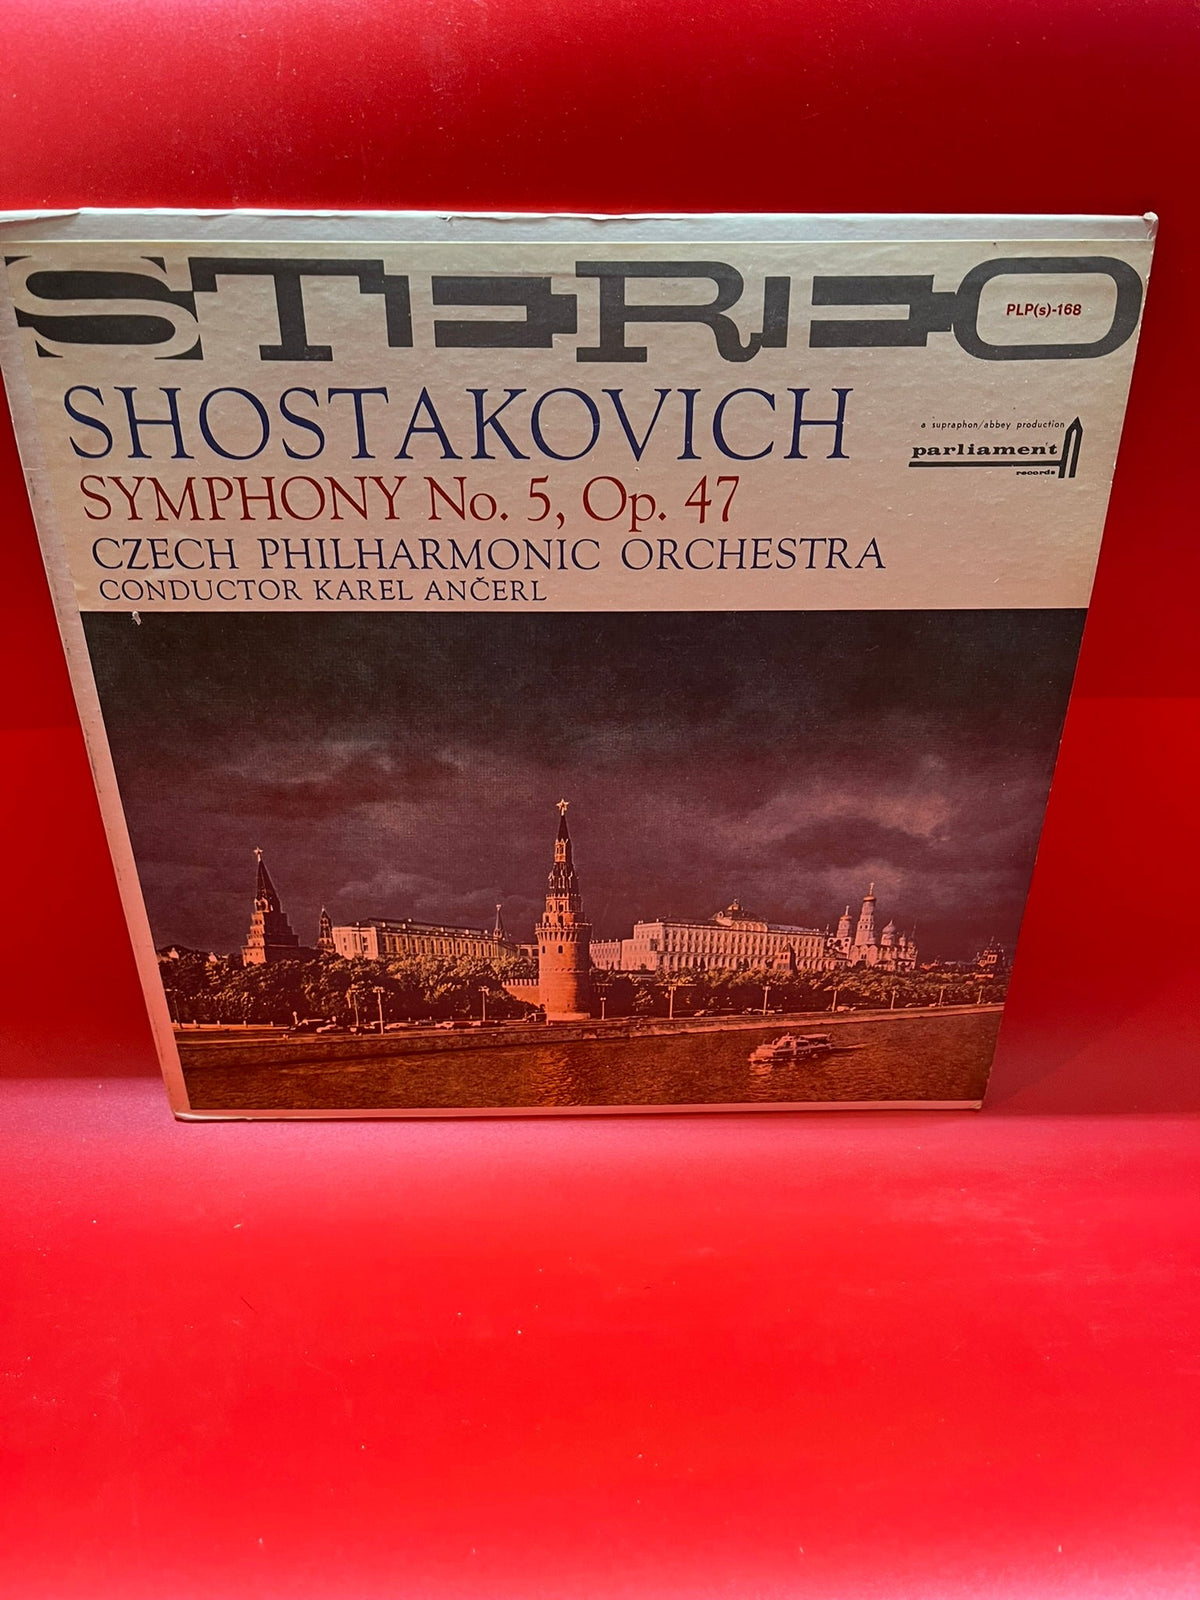 STEREO
PLP(s)-168
SHOSTAKOVICH
a supraphon/abbey production
parliament
records
SYMPHONY No. 5, Op. 47
CZECH PHILHARMONIC ORCHESTRA
CONDUCTOR KAREL ANČERL